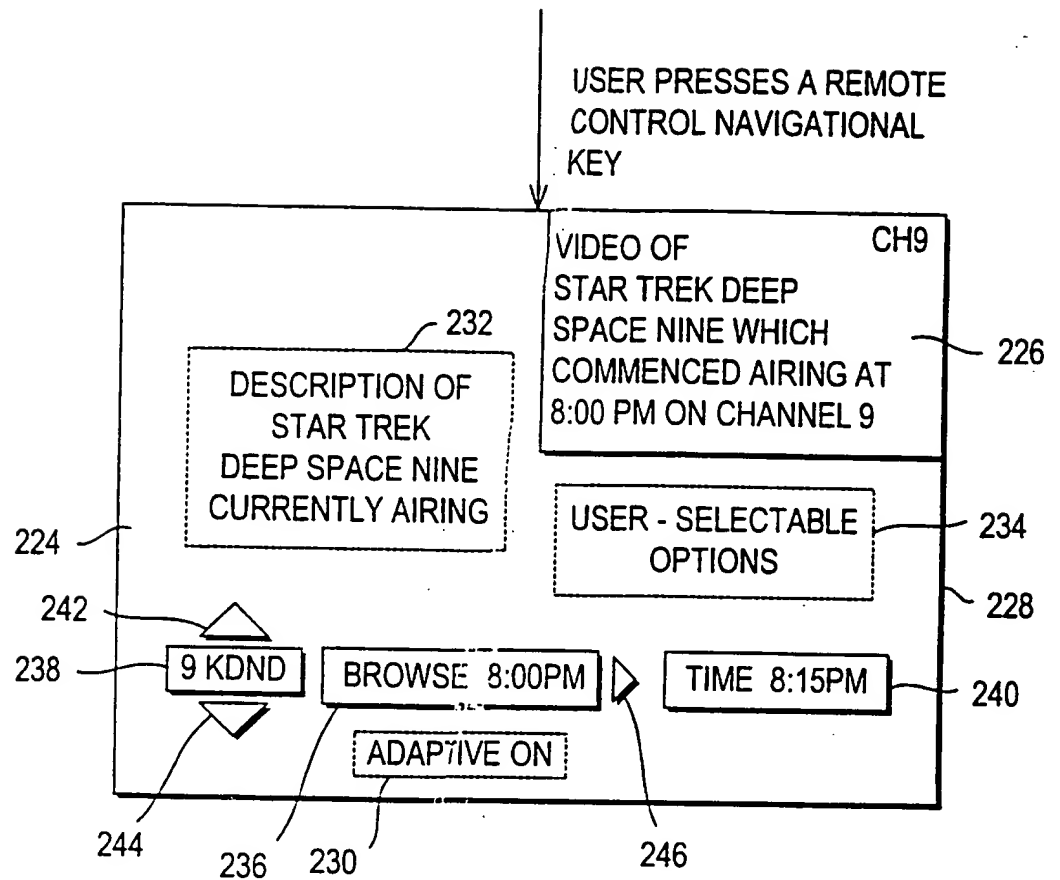 USER PRESSES A REMOTE
CONTROL NAVIGATIONAL
KEY
VIDEO OF CH9
STAR TREK DEEP
SPACE NINE WHICH
COMMENCED AIRING AT
8:00 PM ON CHANNEL 9
226
232
DESCRIPTION OF
STAR TREK
DEEP SPACE NINE
CURRENTLY AIRING
224
USER - SELECTABLE
OPTIONS
234
228
242
238
9 KDND
BROWSE 8:00PM
TIME 8:15PM
240
ADAPTIVE ON
244
236
230
246